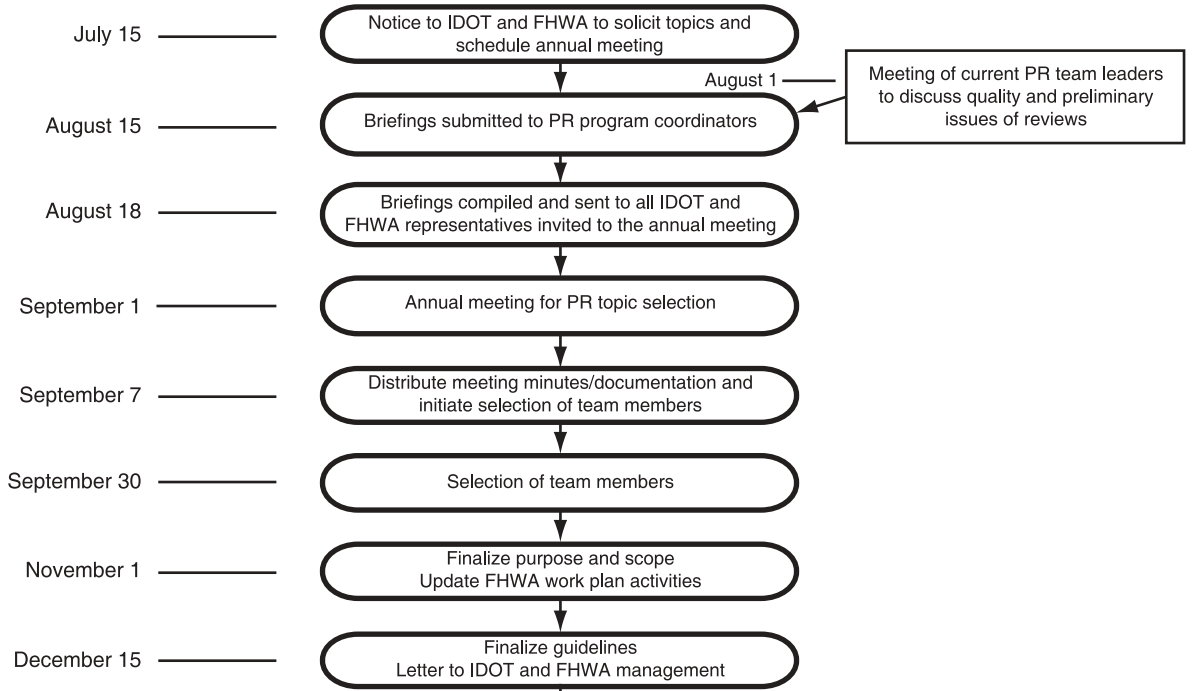 July 15
Notice to IDOT and FHWA to solicit topics and
schedule annual meeting
August 1
Meeting of current PR team leaders
to discuss quality and preliminary
issues of reviews
August 15
Briefings submitted to PR program coordinators
August 18
Briefings compiled and sent to all IDOT and
FHWA representatives invited to the annual meeting
September 1
Annual meeting for PR topic selection
September 7
Distribute meeting minutes/documentation and
initiate selection of team members
September 30
Selection of team members
November 1
Finalize purpose and scope
Update FHWA work plan activities
December 15
Finalize guidelines
Letter to IDOT and FHWA management